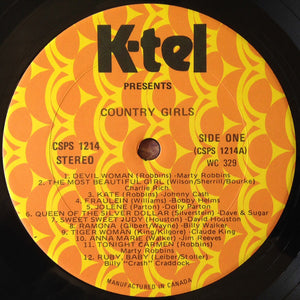 K-tel
PRESENTS
COUNTRY GIRLS
CSPS 1214
STEREO
SIDE ONE
(CSPS 1214A)
WC 329
1. DEVIL WOMAN (Robbins) -Marty Robbins
2. THE MOST BEAUTIFUL GIRL (Wilson/Sherrill/Bourke)
Charlie Rich
3. KATE (Robbins) -Johnny Cash
4. FRAULEIN (Williams) -Bobby Helms
5. JOLENE (Parton) - Dolly Parton
6. QUEEN OF THE SILVER DOLLAR (Silverstein) - Dave & Sugar
7. SWEET SWEET JUDY (Houston) - David Houston
8. RAMONA (Gilbert/Wayne) - Billy Walker
9. TIGER WOMAN (King/Kilgore) -Claude King
10. ANNA MARIE (Walker) - Jim Reeves
11. TONIGHT CARMEN (Robbins)
Marty Robbins
12. RUBY, BABY (Leiber/Stoller)
Billy "Crash" Craddock
MANUFACTURED IN CANADA